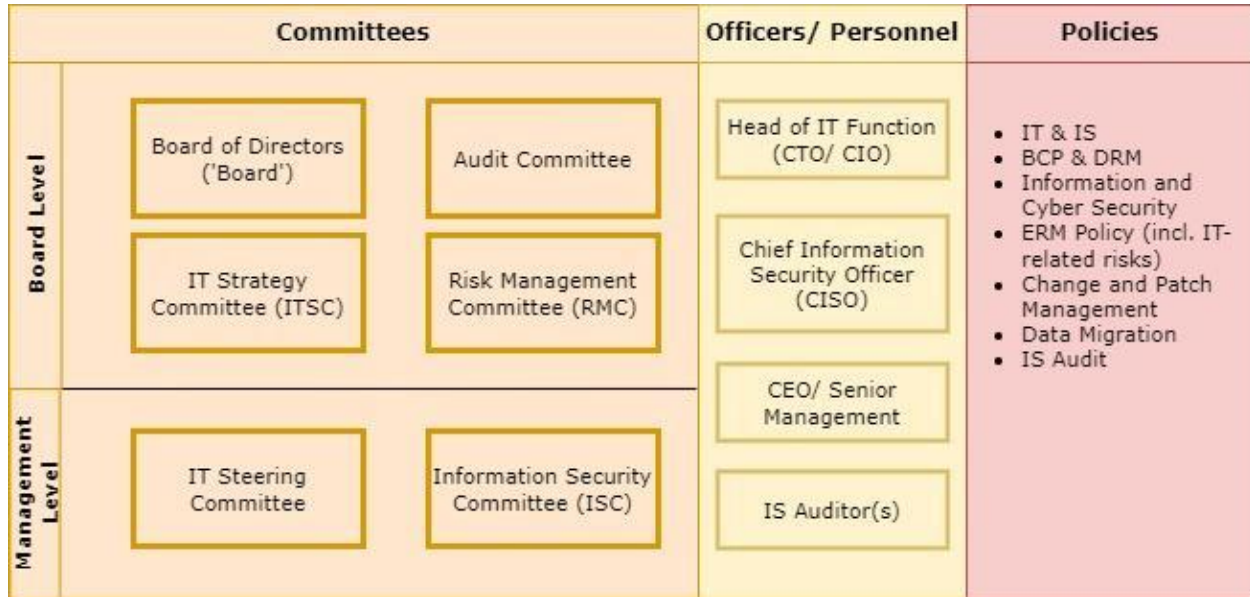 Committees
Officers/ Personnel
Policies
Board Level
Board of Directors
('Board')
Audit Committee
IT Strategy
Committee (ITSC)
Risk Management
Committee (RMC)
Management
Level
IT Steering
Committee
Information Security
Committee (ISC)
Head of IT Function
(CTO/ CIO)
Chief Information
Security Officer
(CISO)
CEO/ Senior
Management
IS Auditor(s)
• IT & IS
• BCP & DRM
• Information and
Cyber Security
• ERM Policy (incl. IT-
related risks)
• Change and Patch
Management
• Data Migration
• IS Audit